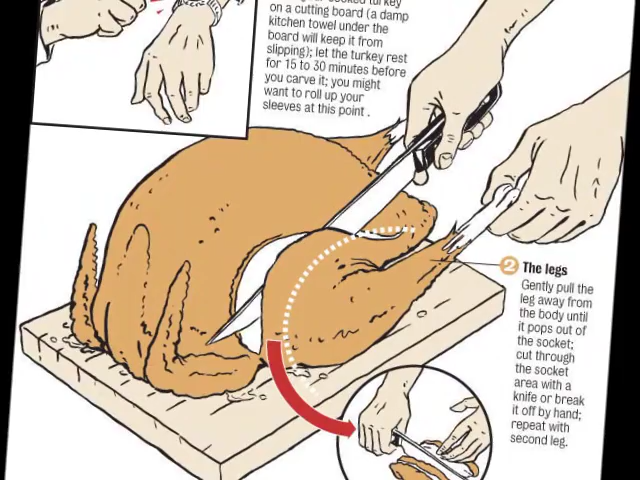 cooked turkey
on a cutting board (a damp
kitchen towel under the
board will keep it from
slipping); let the turkey rest
for 15 to 30 minutes before
you carve it; you might
want to roll up your
sleeves at this point .
2 The legs
Gently pull the
leg away from
the body until
it pops out of
the socket;
cut through
the socket
area with a
knife or break
it off by hand;
repeat with
second leg.